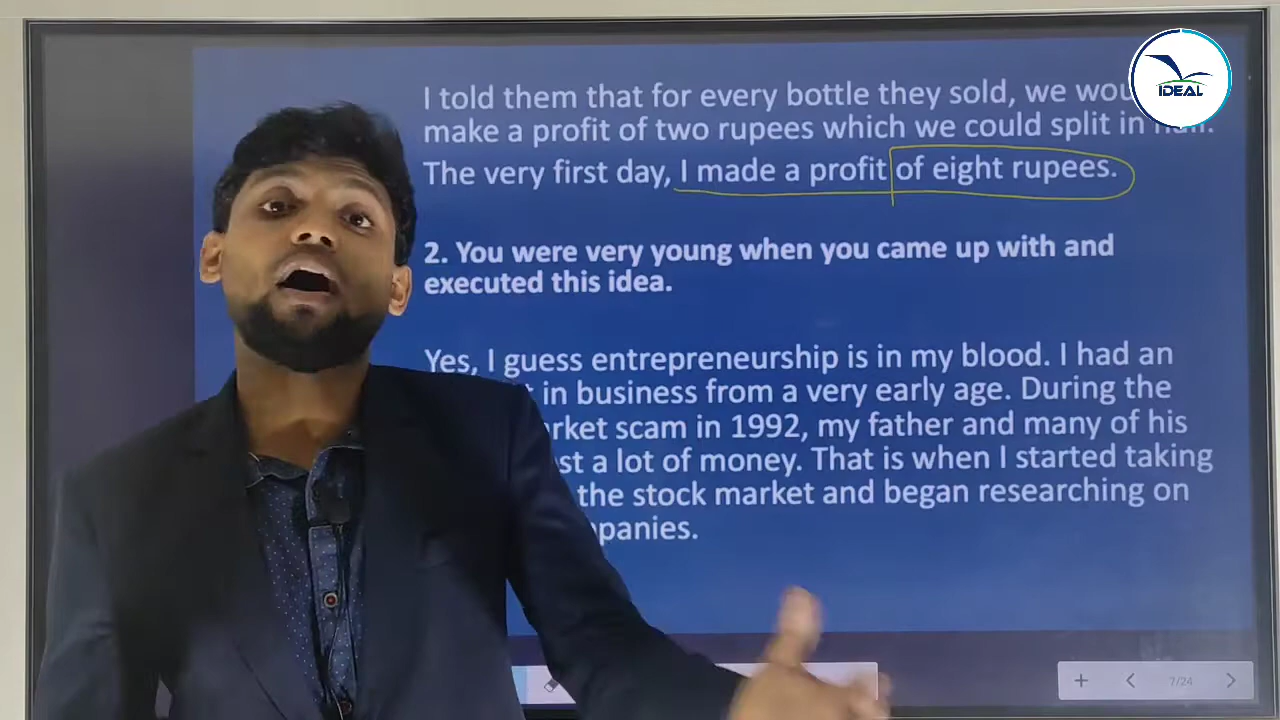 IDEAL
I told them that for every bottle they sold, we
make a profit of two rupees which we could split in
The very first day, I made a profit of eight rupees.
2. You were very young when you came up with and
executed this idea.
Yes, I guess entrepreneurship is in my blood. I had an
in business from a very early age. During the
scam in 1992, my father and many of his
a lot of money. That is when I started taking
the stock market and began researching on
7/24